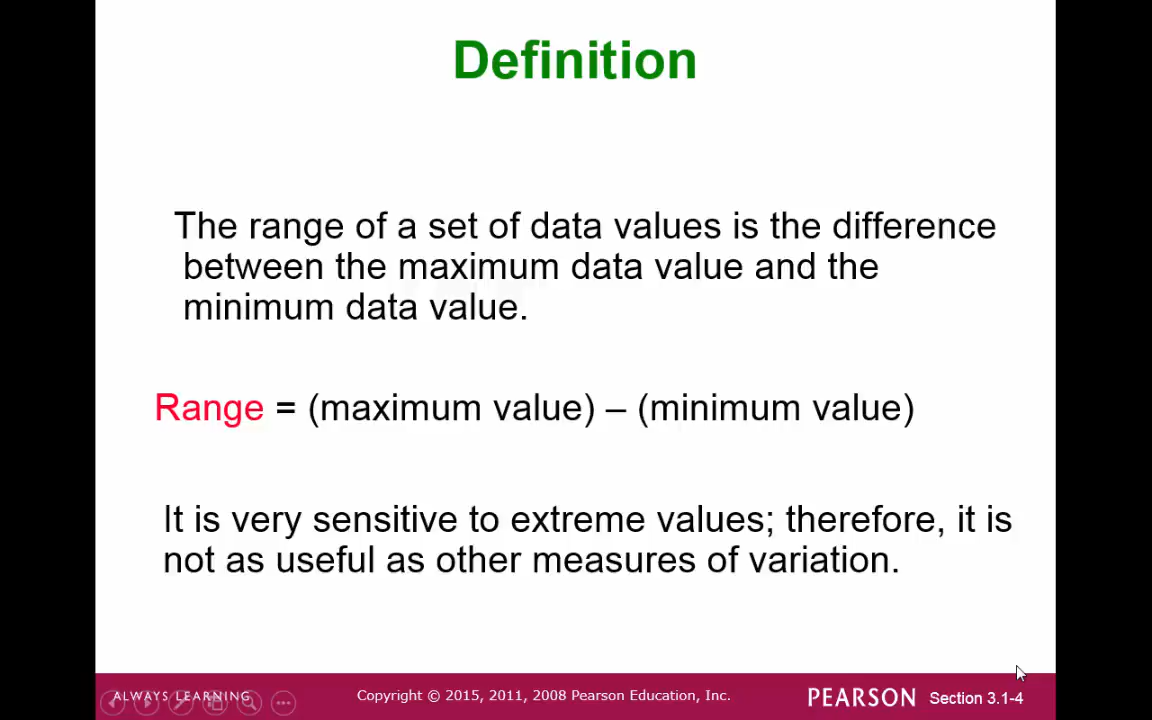 Definition
The range of a set of data values is the difference
between the maximum data value and the
minimum data value.
Range = (maximum value) – (minimum value)
It is very sensitive to extreme values; therefore, it is
not as useful as other measures of variation.
ALWAYS LEARNING
Copyright © 2015, 2011, 2008 Pearson Education, Inc.
PEARSON
Section 3.1-4